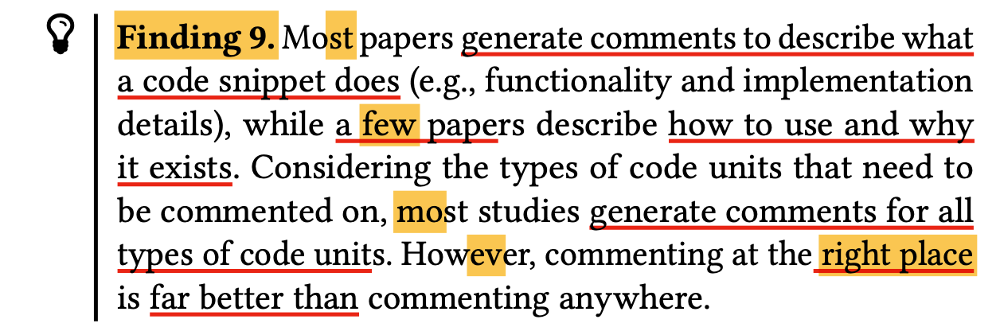 Finding 9. Most papers generate comments to describe what
a code snippet does (e.g., functionality and implementation
details), while a few papers describe how to use and why
it exists. Considering the types of code units that need to
be commented on, most studies generate comments for all
types of code units. However, commenting at the right place
is far better than commenting anywhere.